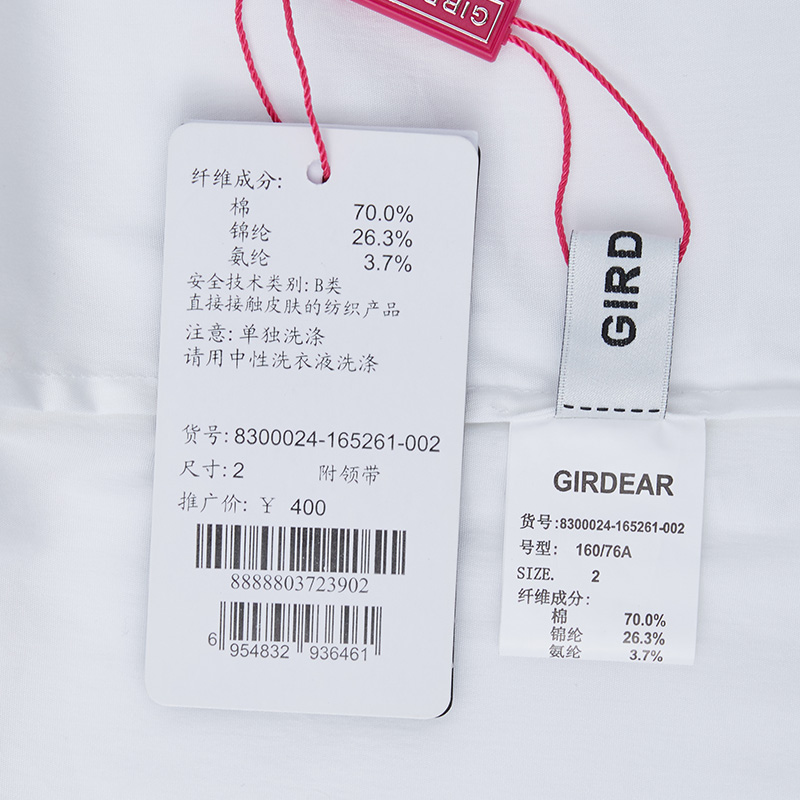 GIRD
纤维成分:
棉 70.0%
锦纶 26.3%
氨纶 3.7%
安全技术类别:B类
直接接触皮肤的纺织产品
注意:单独洗涤
请用中性洗衣液洗涤
货号:8300024-165261-002
尺寸:2 附领带
推广价:￥ 400
8888803723902
6 954832 936461
GIRDEAR
货号:8300024-165261-002
号型: 160/76A
SIZE. 2
纤维成分:
棉 70.0%
锦纶 26.3%
氨纶 3.7%